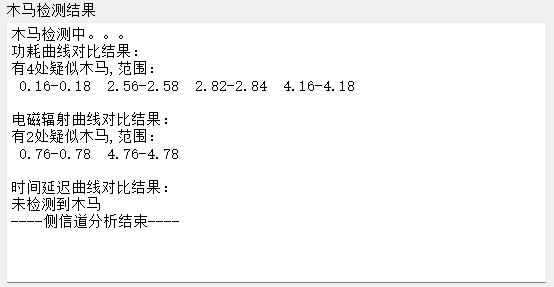 木马检测结果
木马检测中。。。
功耗曲线对比结果：
有4处疑似木马,范围：
0.16-0.18  2.56-2.58  2.82-2.84  4.16-4.18
电磁辐射曲线对比结果：
有2处疑似木马,范围：
0.76-0.78  4.76-4.78
时间延迟曲线对比结果：
未检测到木马
----侧信道分析结束----